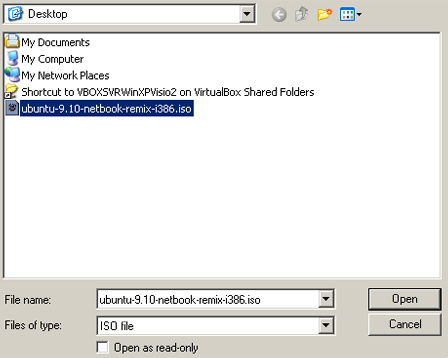 Desktop
My Documents
My Computer
My Network Places
Shortcut to VBOXSVRWinXPVisio2 on VirtualBox Shared Folders
ubuntu-9.10-netbook-remix-i386.iso
File name: ubuntu-9.10-netbook-remix-i386.iso Open
Files of type: ISO file Cancel
Open as read-only